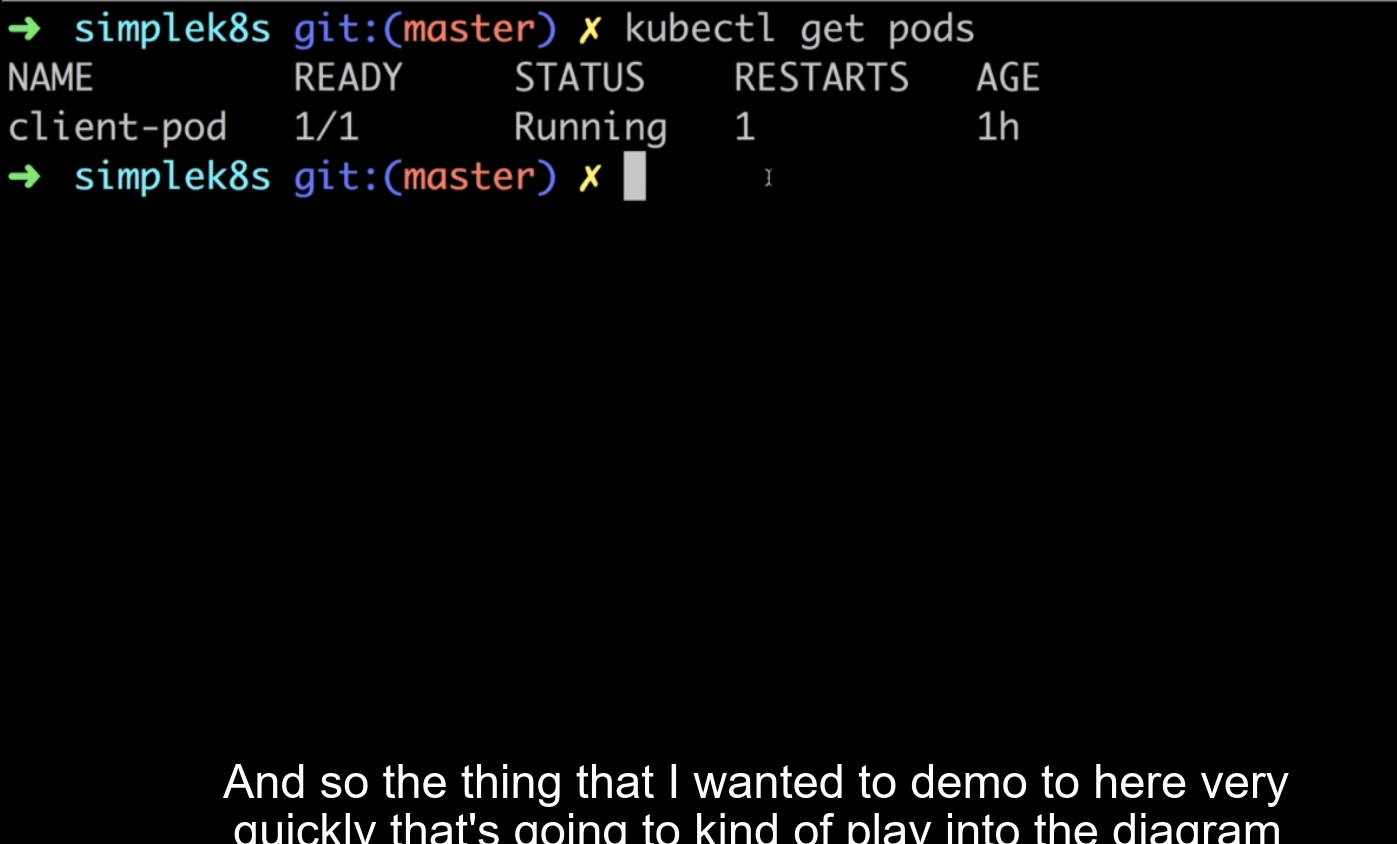 ➜ simplek8s git:(master) ✗ kubectl get pods
NAME READY STATUS RESTARTS AGE
client-pod 1/1 Running 1 1h
➜ simplek8s git:(master) ✗
And so the thing that I wanted to demo to here very
quickly that's going to kind of play into the diagram